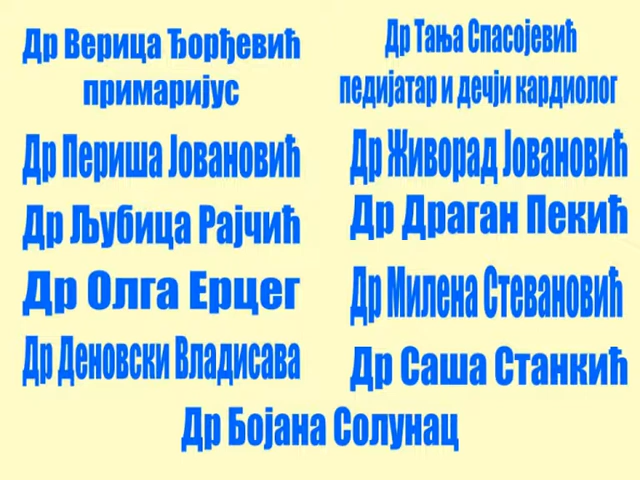 Др Верица Ђорђевић
примаријус
Др Периша Јовановић
Др Љубица Рајчић
Др Олга Ерцег
Др Деновски Владисава
Др Тања Спасојевић
педијатар и дечји кардиолог
Др Живорад Јовановић
Др Драган Пекић
Др Милена Стевановић
Др Саша Станкић
Др Бојана Солунац